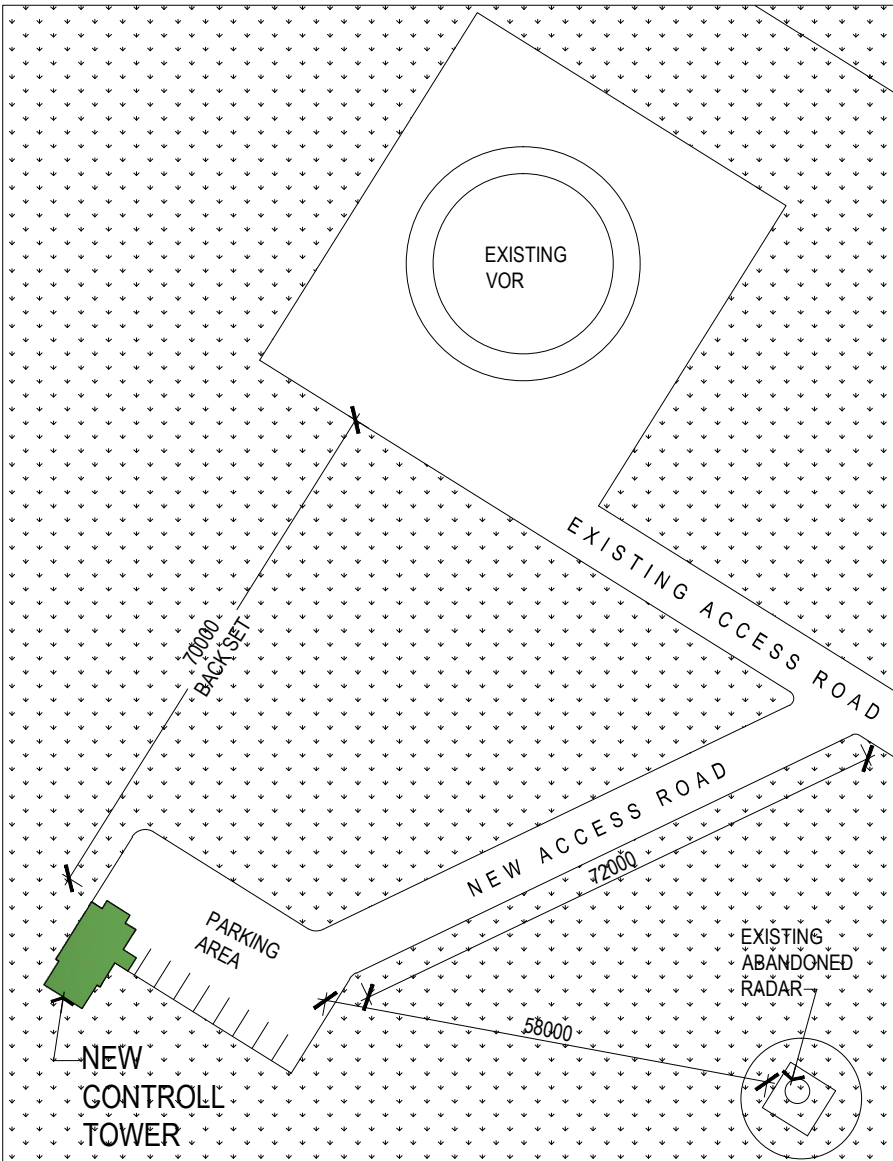 EXISTING
VOR
EXISTING ACCESS ROAD
70000
BACK SET
NEW ACCESS ROAD
72000
PARKING
AREA
EXISTING
ABANDONED
RADAR
58000
NEW
CONTROLL
TOWER